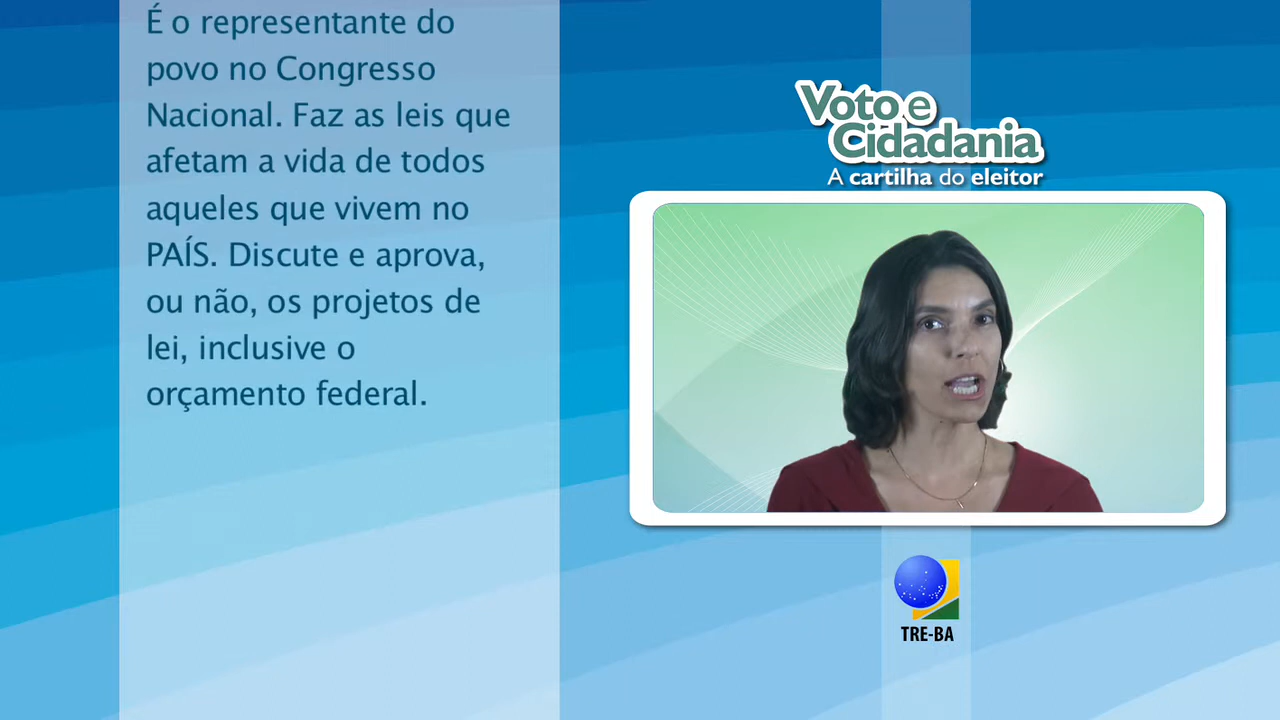 É o representante do
povo no Congresso
Nacional. Faz as leis que
afetam a vida de todos
aqueles que vivem no
PAÍS. Discute e aprova,
ou não, os projetos de
lei, inclusive o
orçamento federal.
Voto e
Cidadania
A cartilha do eleitor
TRE-BA